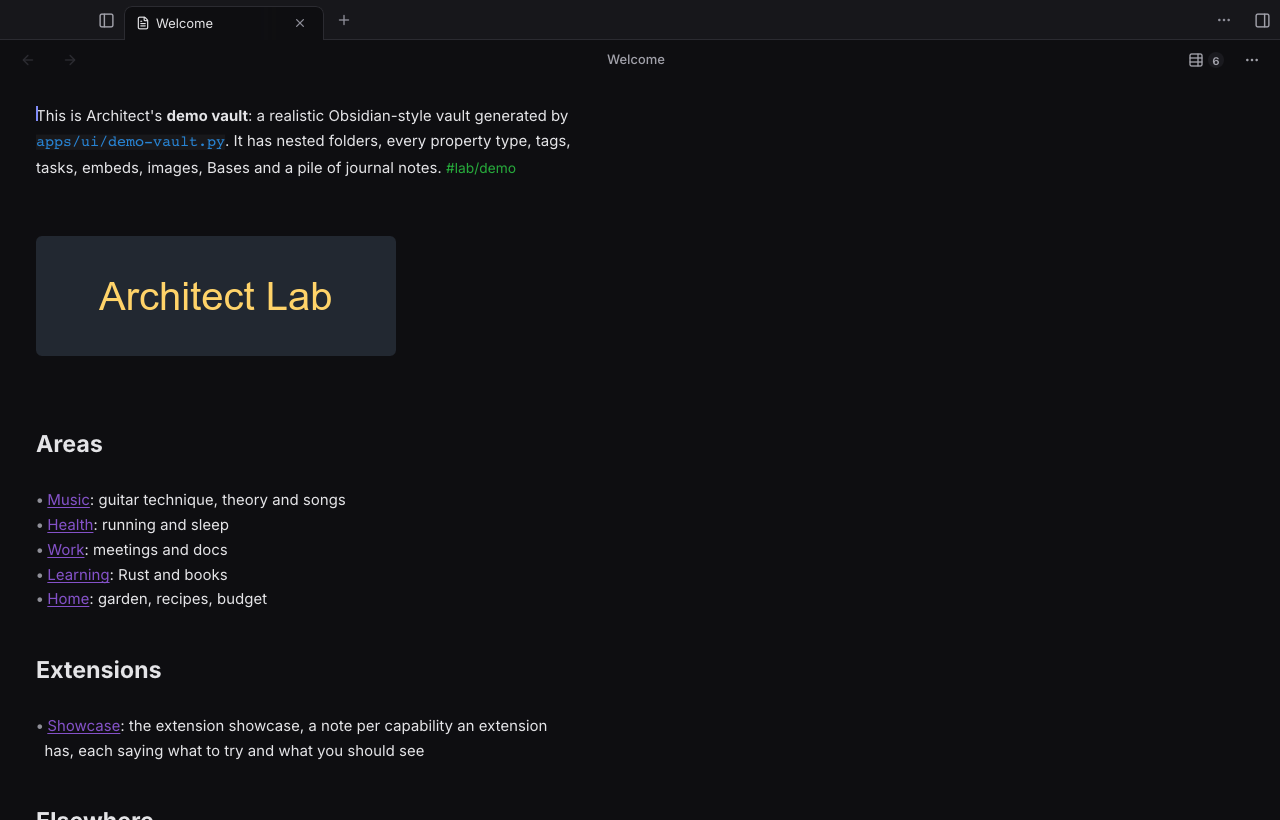 Welcome
Welcome
6
This is Architect's demo vault: a realistic Obsidian-style vault generated by
apps/ui/demo-vault.py. It has nested folders, every property type, tags,
tasks, embeds, images, Bases and a pile of journal notes. #lab/demo
Architect Lab
Areas
• Music: guitar technique, theory and songs
• Health: running and sleep
• Work: meetings and docs
• Learning: Rust and books
• Home: garden, recipes, budget
Extensions
• Showcase: the extension showcase, a note per capability an extension
has, each saying what to try and what you should see
Elsewhere